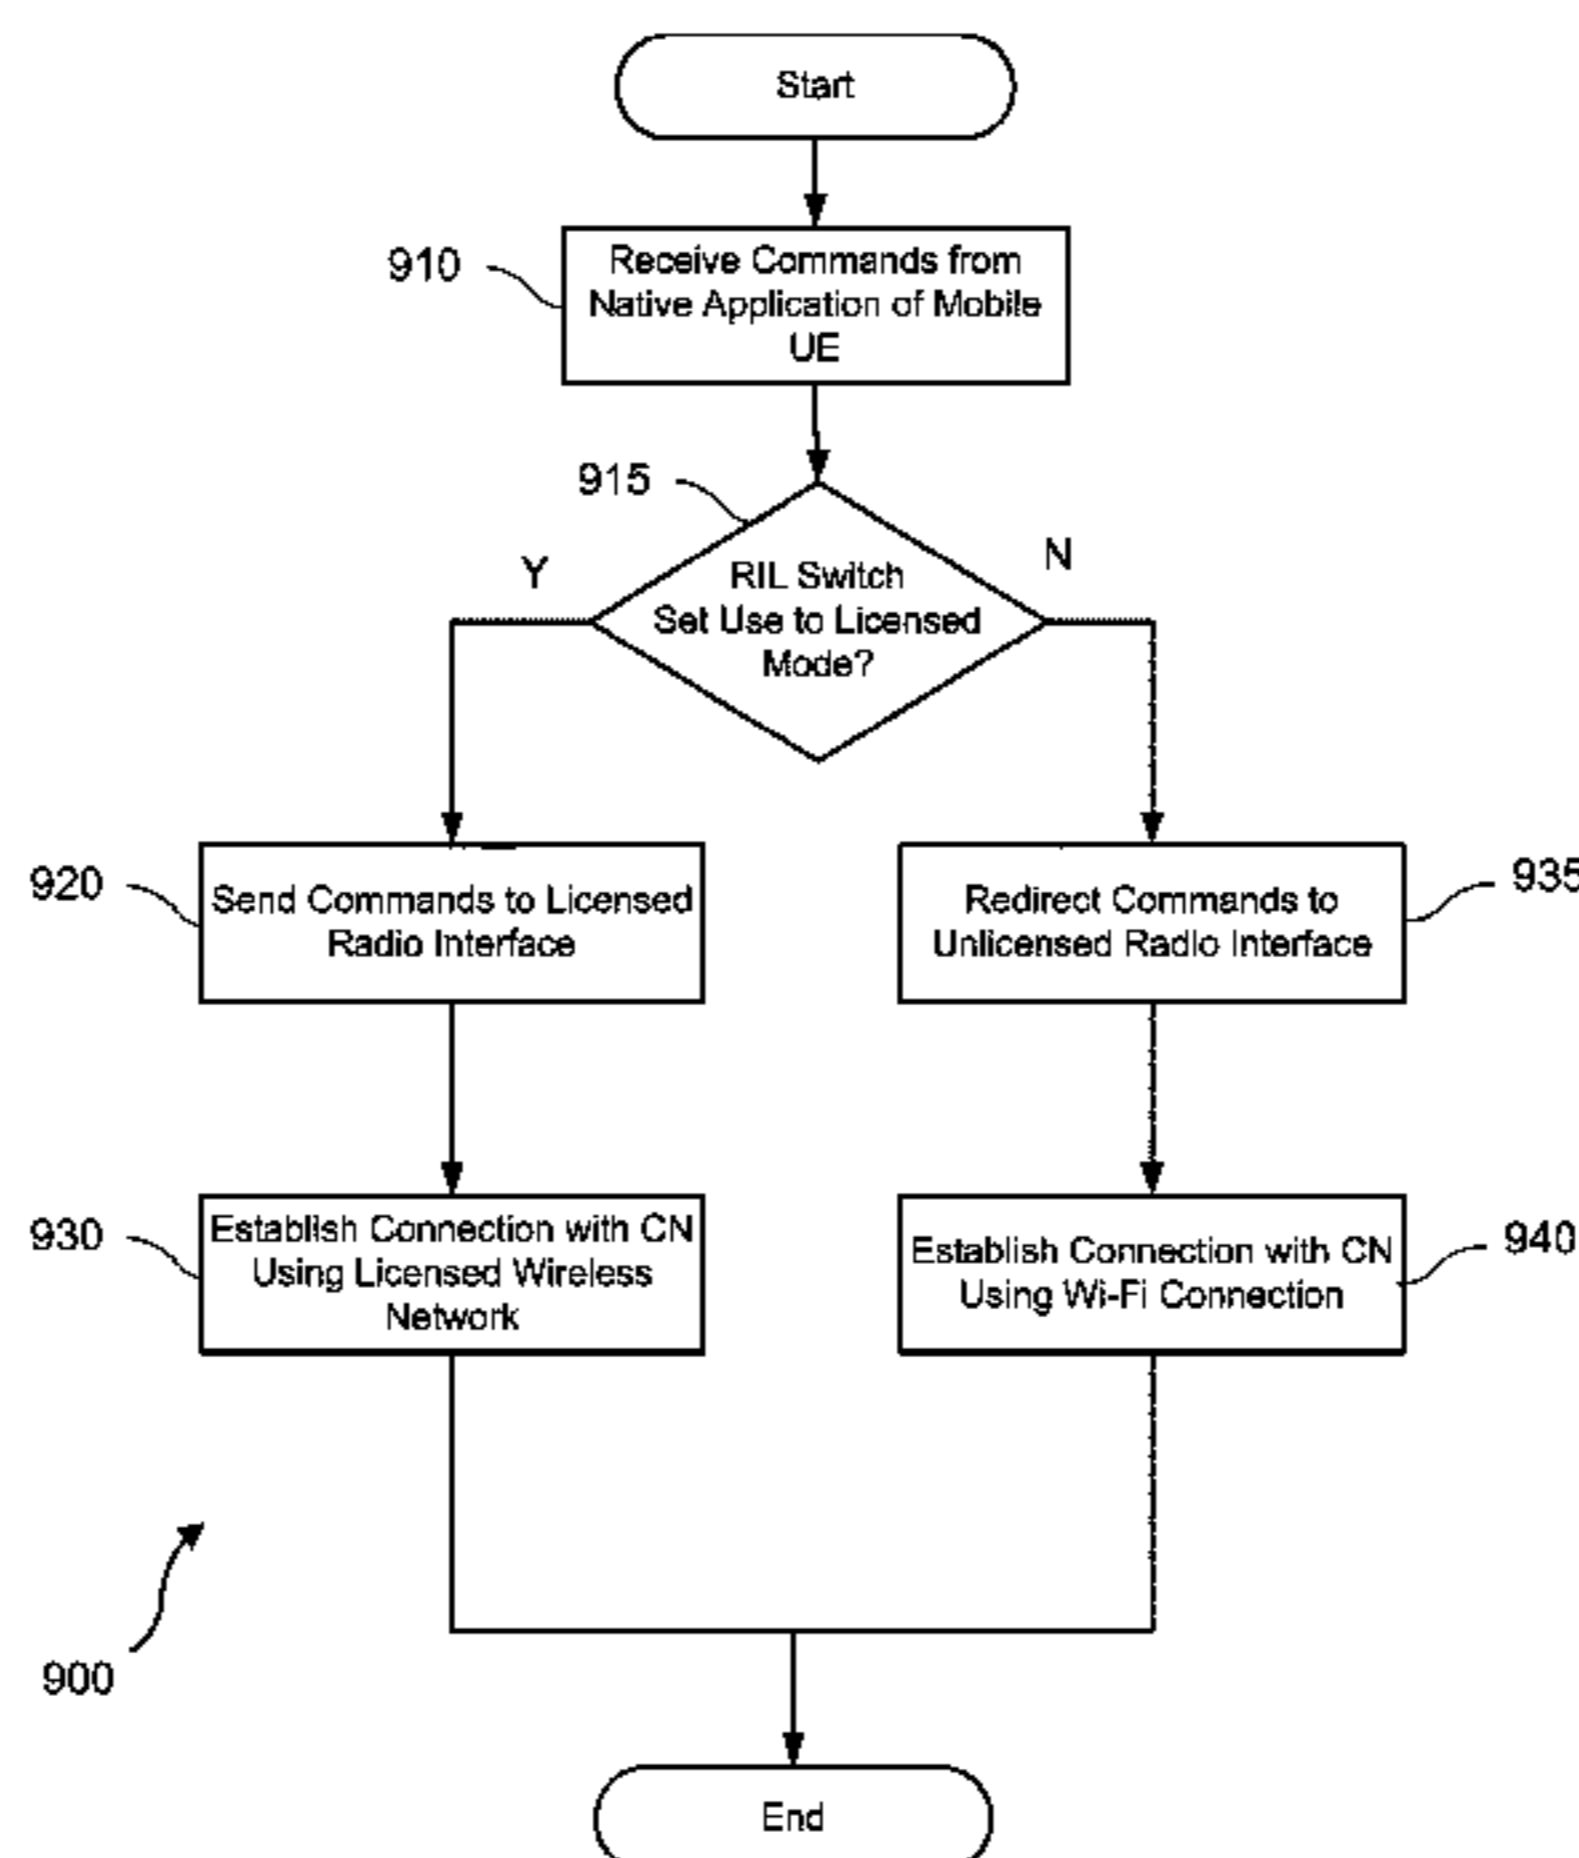 Start
910
Receive Commands from
Native Application of Mobile
UE
915
Y
N
RIL Switch
Set Use to Licensed
Mode?
920
Send Commands to Licensed
Radio Interface
Redirect Commands to
Unlicensed Radio Interface
935
930
Establish Connection with CN
Using Licensed Wireless
Network
Establish Connection with CN
Using Wi-Fi Connection
940
900
End